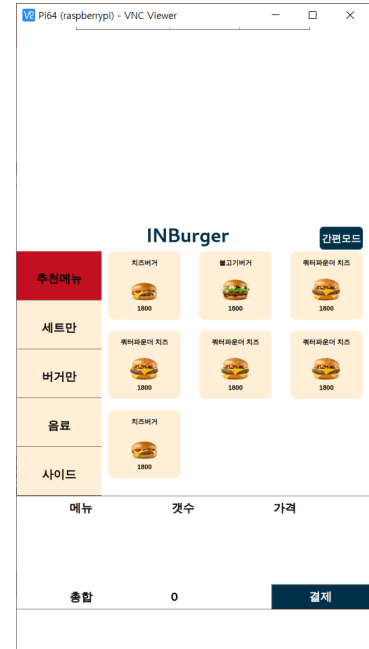 Pi64 (raspberrypi) - VNC Viewer
INBurger
간편모드
추천메뉴
세트만
버거만
음료
사이드
치즈버거
1800
불고기버거
1800
쿼터파운더 치즈
1800
쿼터파운더 치즈
1800
쿼터파운더 치즈
1800
쿼터파운더 치즈
1800
치즈버거
1800
메뉴 갯수 가격
총합 0 결제